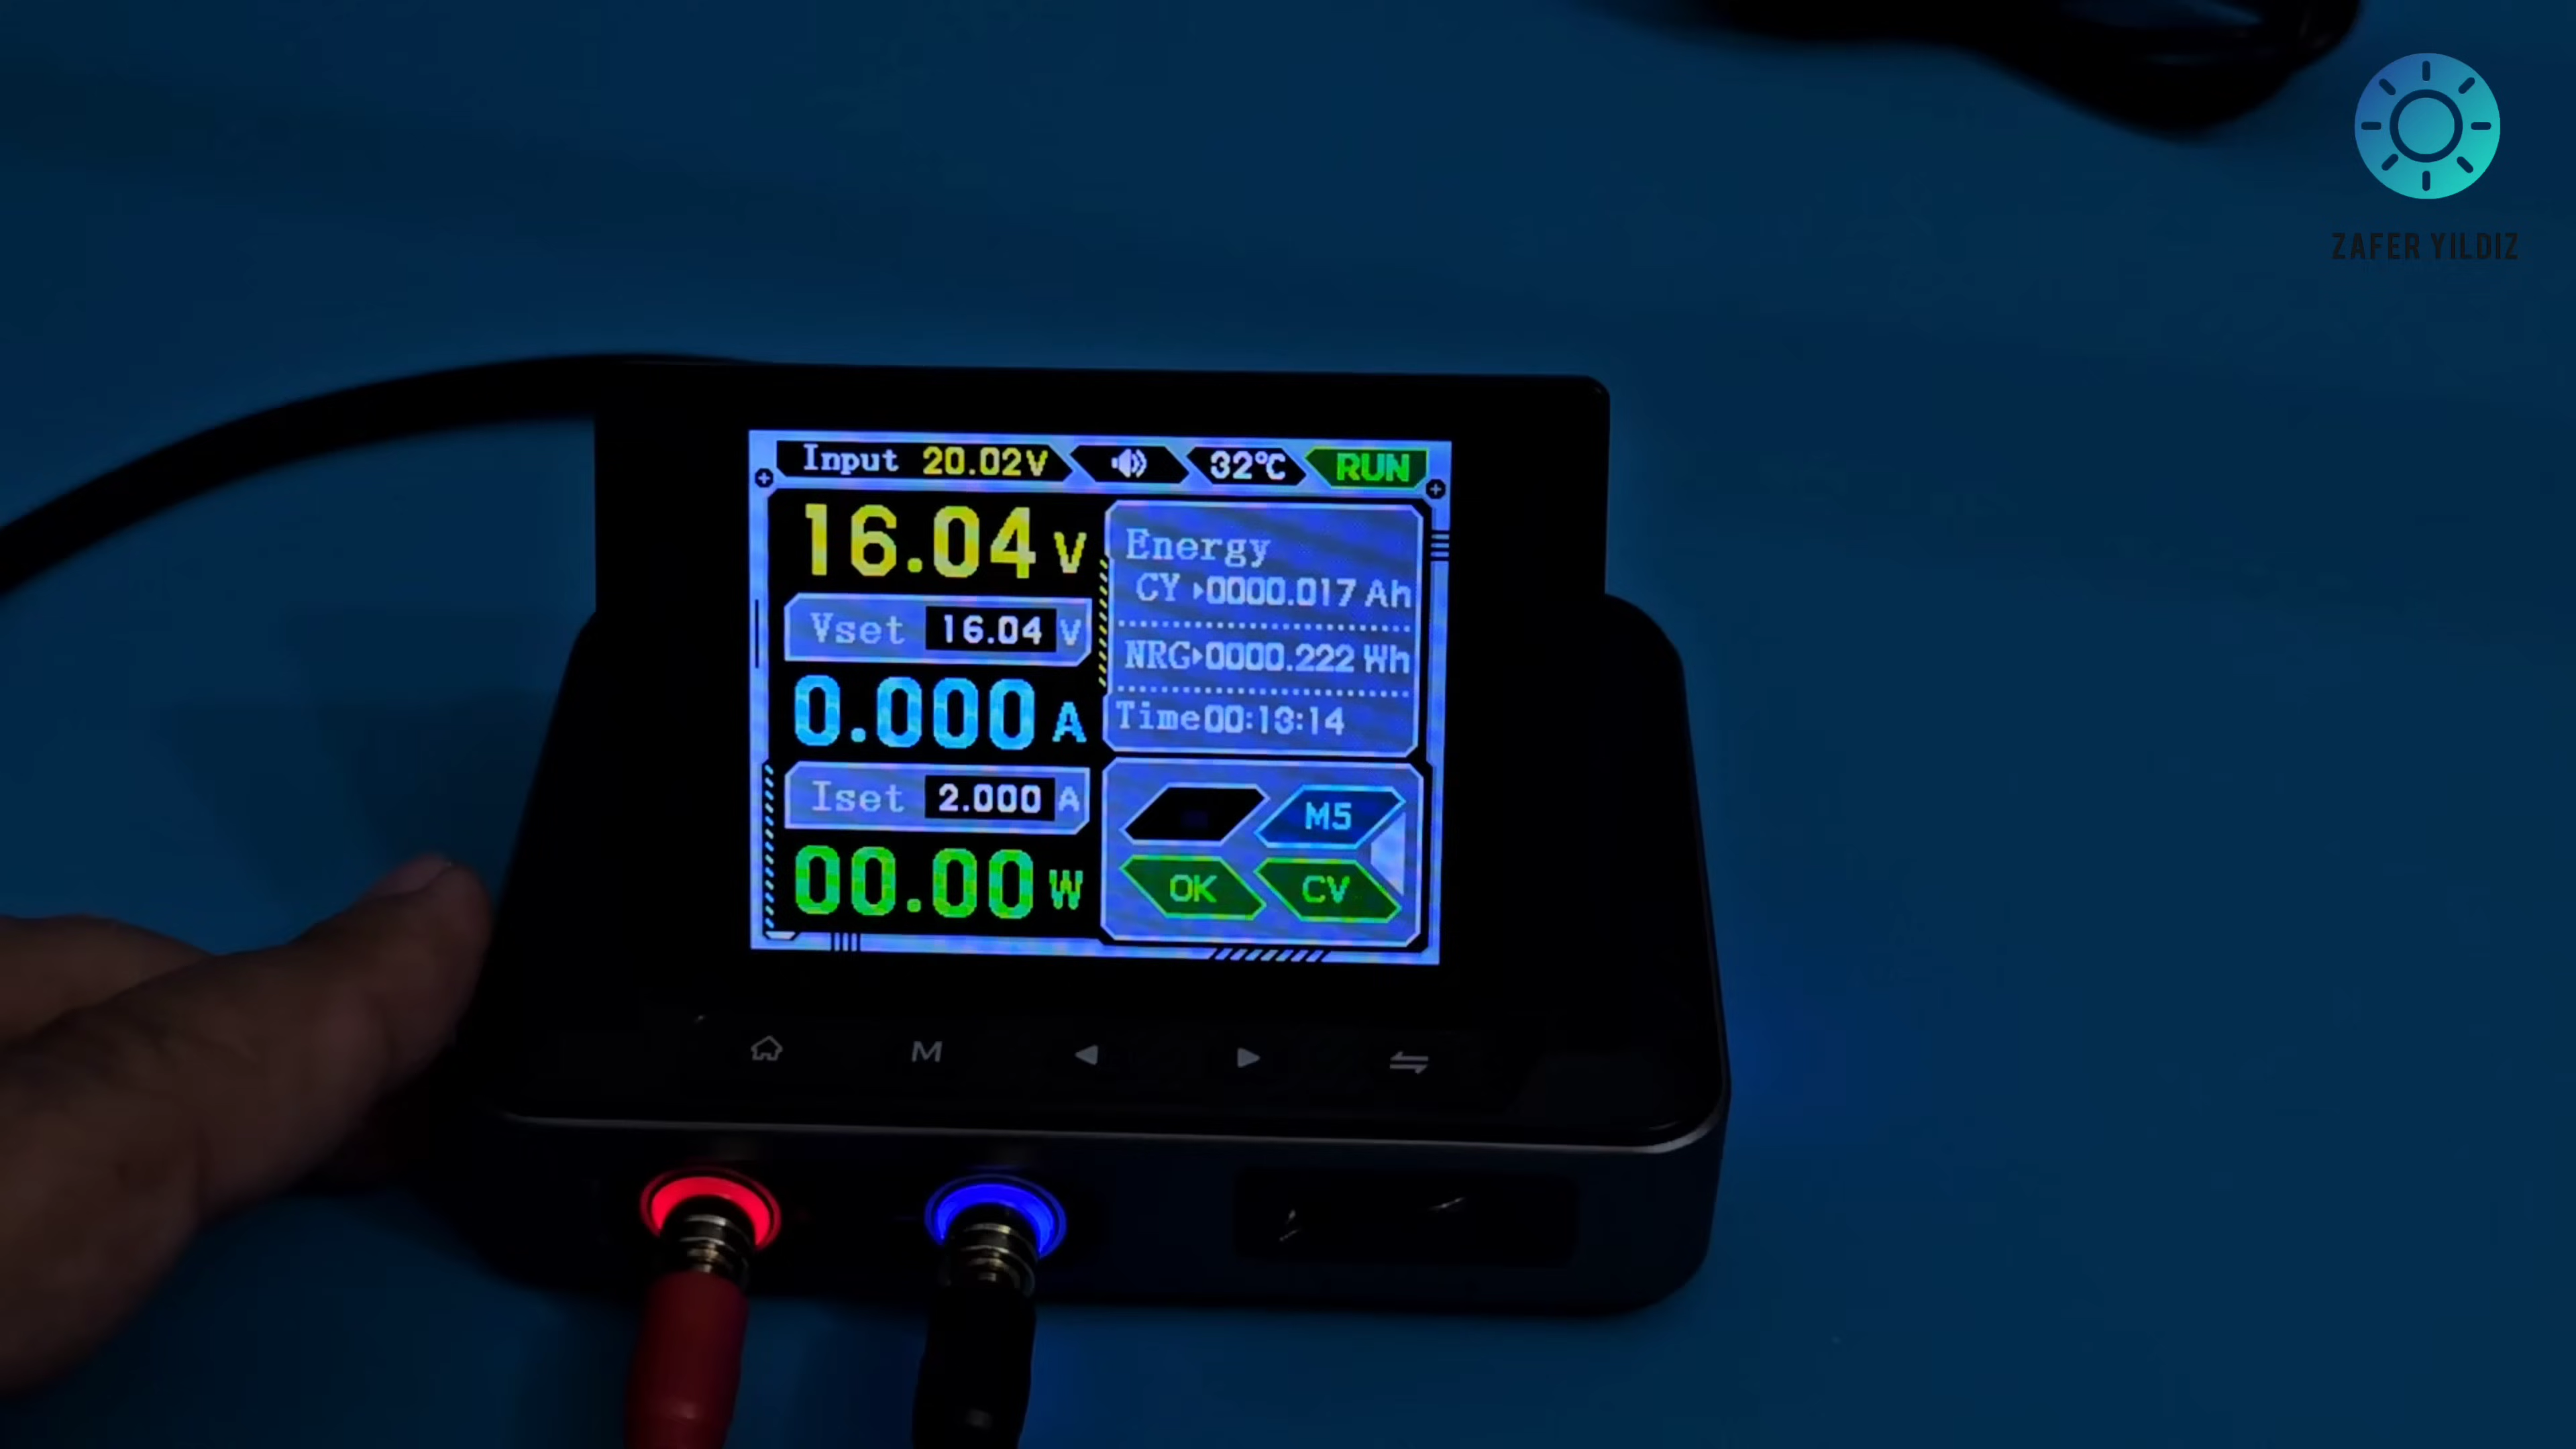 ZAFER YILDIZ
Input 20.02V 32°C RUN
16.04 V
Vset 16.04 V
0.000 A
Iset 2.000 A
00.00 W
Energy
CY 0000.017 Ah
NRG 0000.222 Wh
Time 00:13:14
M5
OK CV
M